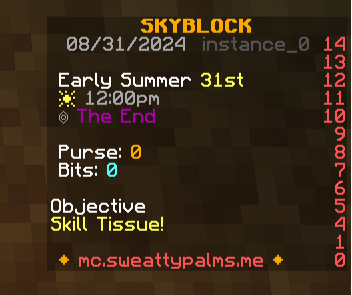 SKYBLOCK
08/31/2024 instance_0 14
13
Early Summer 31st 12
☀ 12:00pm 11
⏣ The End 10
9
Purse: 0 8
Bits: 0 7
6
Objective 5
Skill Tissue! 4
1
✦ mc.sweattypalms.me ✦ 0